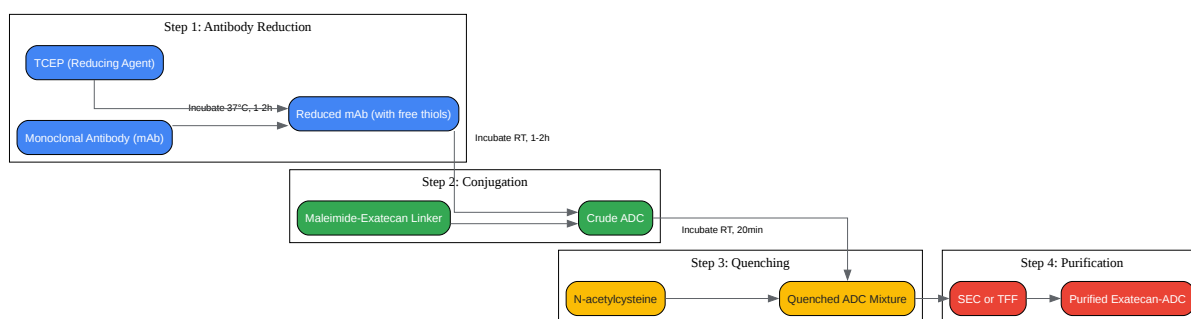 Step 1: Antibody Reduction
TCEP (Reducing Agent)
Incubate 37°C, 1-2h
Reduced mAb (with free thiols)
Monoclonal Antibody (mAb)
Incubate RT, 1-2h
Step 2: Conjugation
Maleimide-Exatecan Linker
Crude ADC
Incubate RT, 20min
Step 3: Quenching
N-acetylcysteine
Quenched ADC Mixture
Step 4: Purification
SEC or TFF
Purified Exatecan-ADC